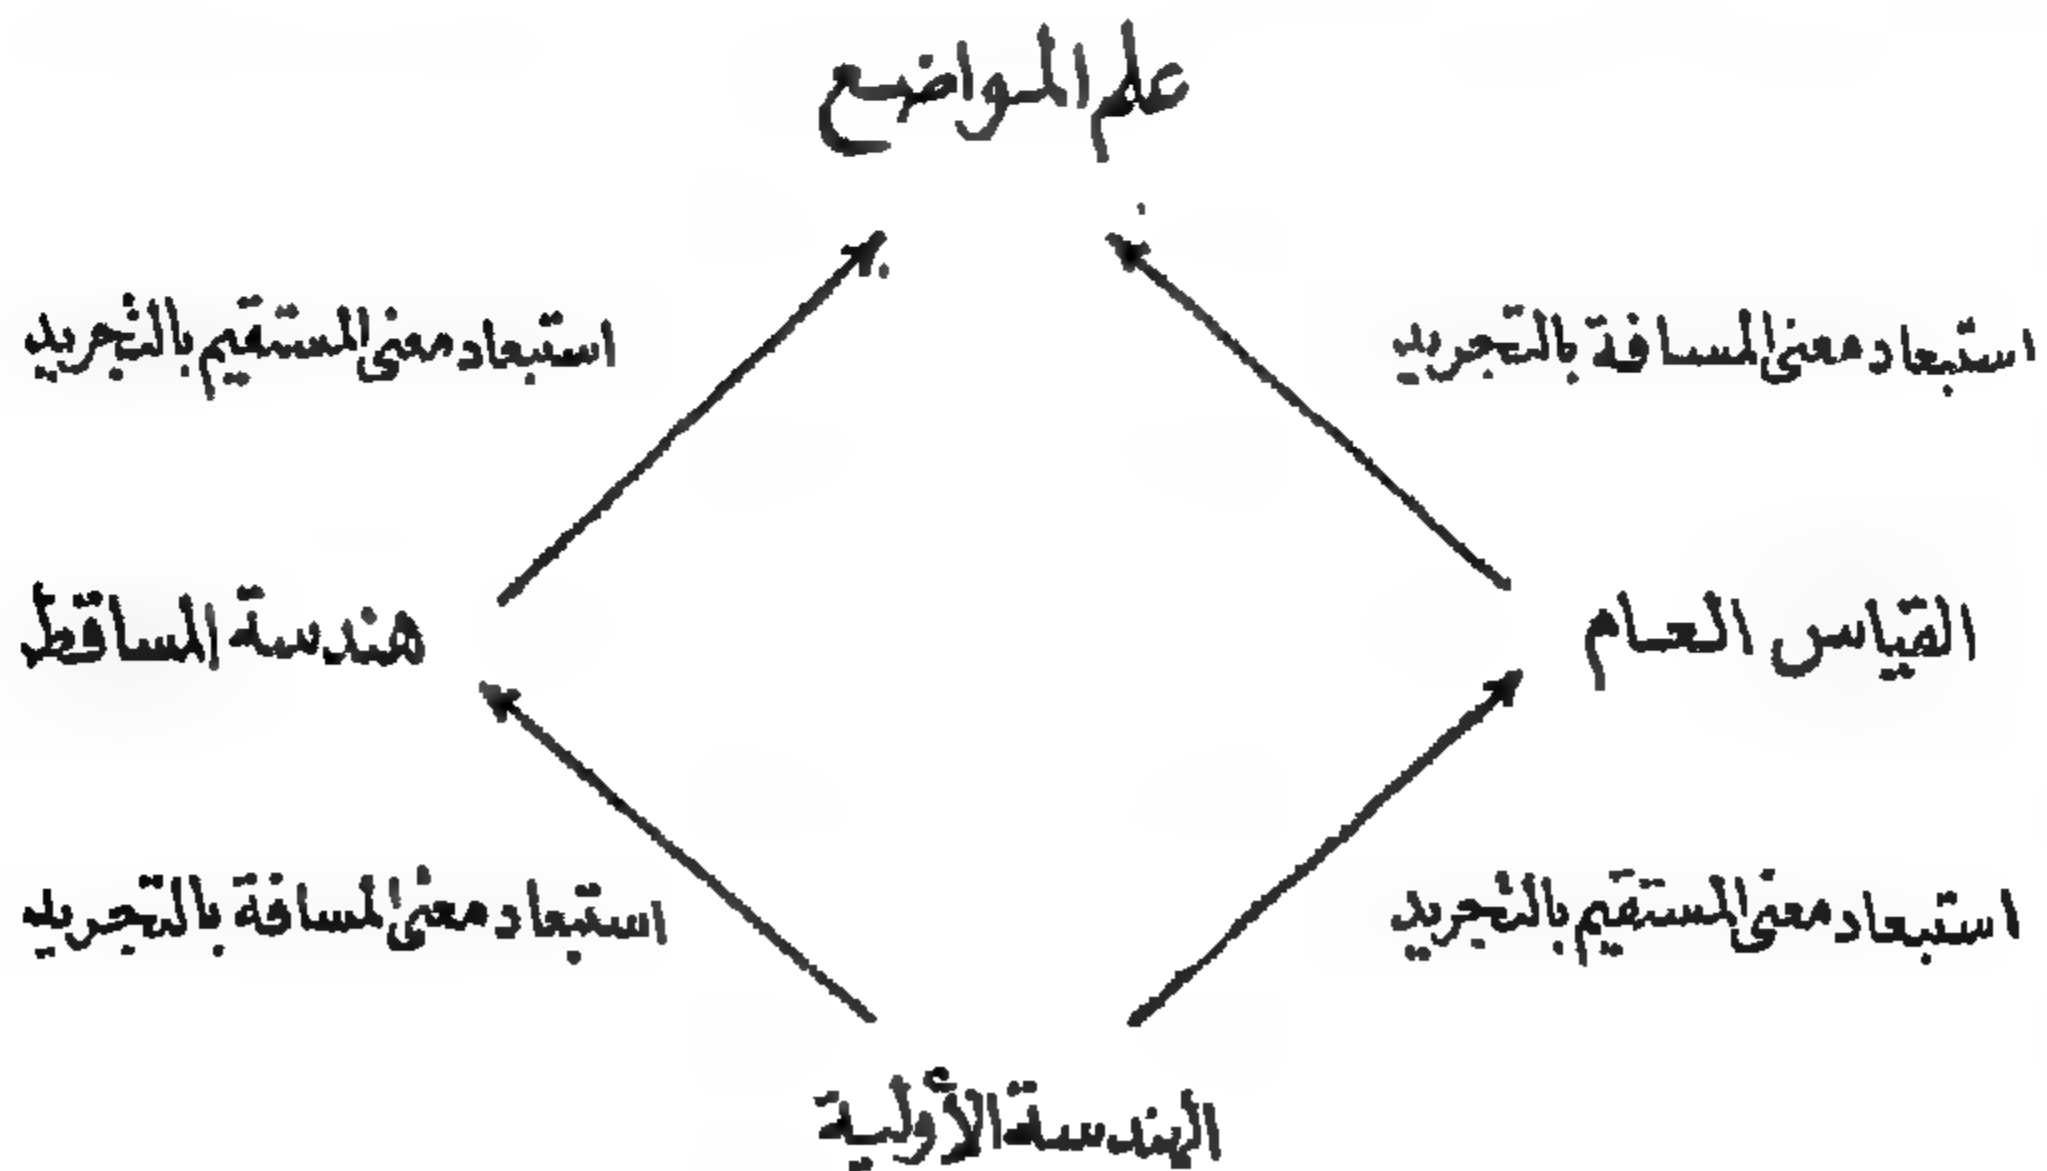 علم المواضع
استبعاد معنى المسافة بالتجريد
استبعاد معنى المستقيم بالتجريد
القياس العام
هندسة المساقط
استبعاد معنى المستقيم بالتجريد
استبعاد معنى المسافة بالتجريد
الهندسة الأولية